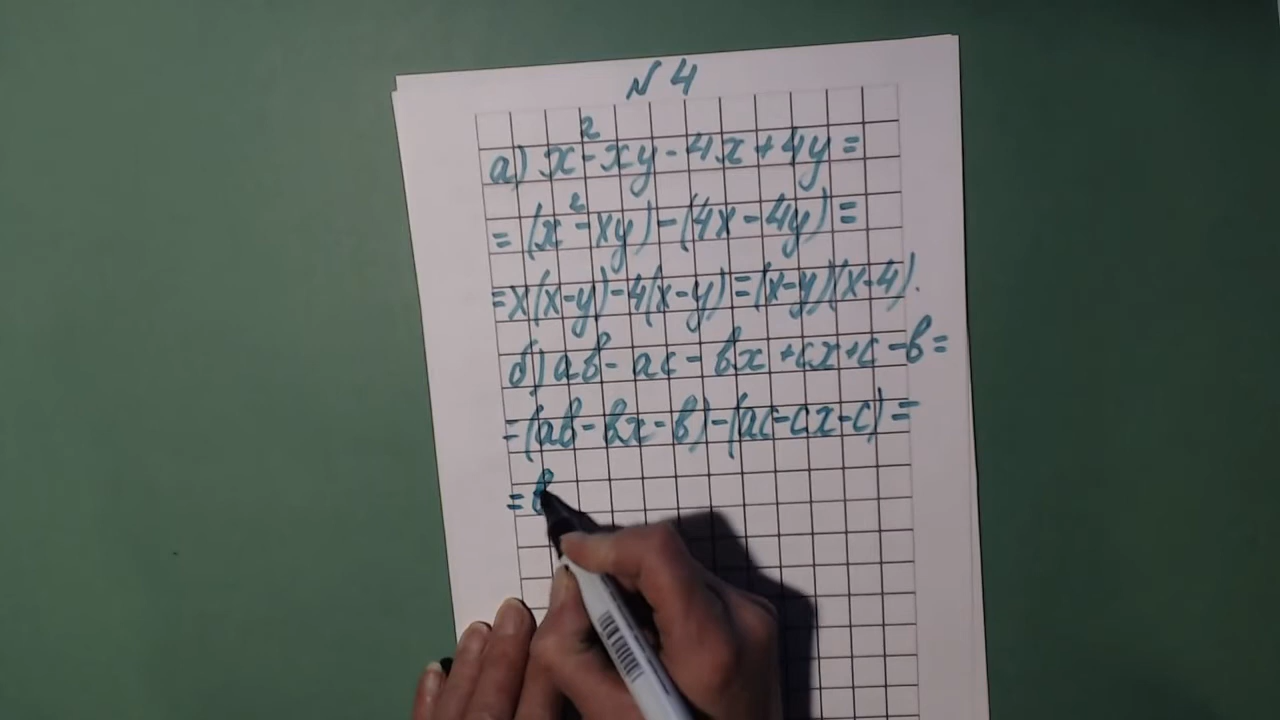 № 4
а) x²-xy-4x+4y=
=(x²-xy)-(4x-4y)=
=x(x-y)-4(x-y)=(x-y)(x-4).
б) ab-ac-bx+cx+c-b=
=(ab-bx-b)-(ac-cx-c)=
=b